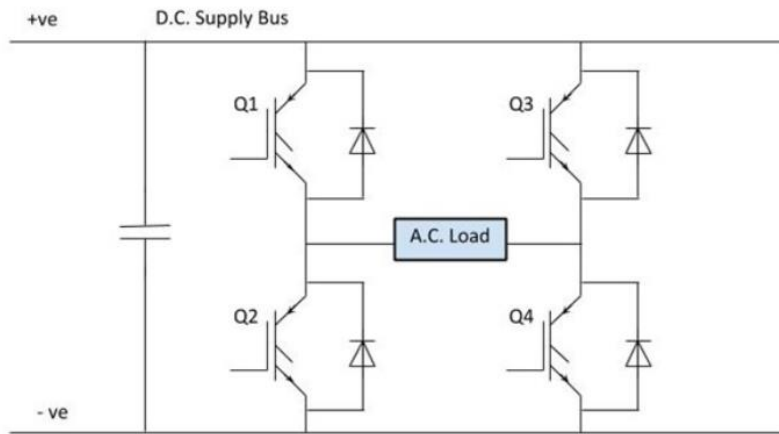 +ve D.C. Supply Bus
Q1 Q3
A.C. Load
Q2 Q4
- ve